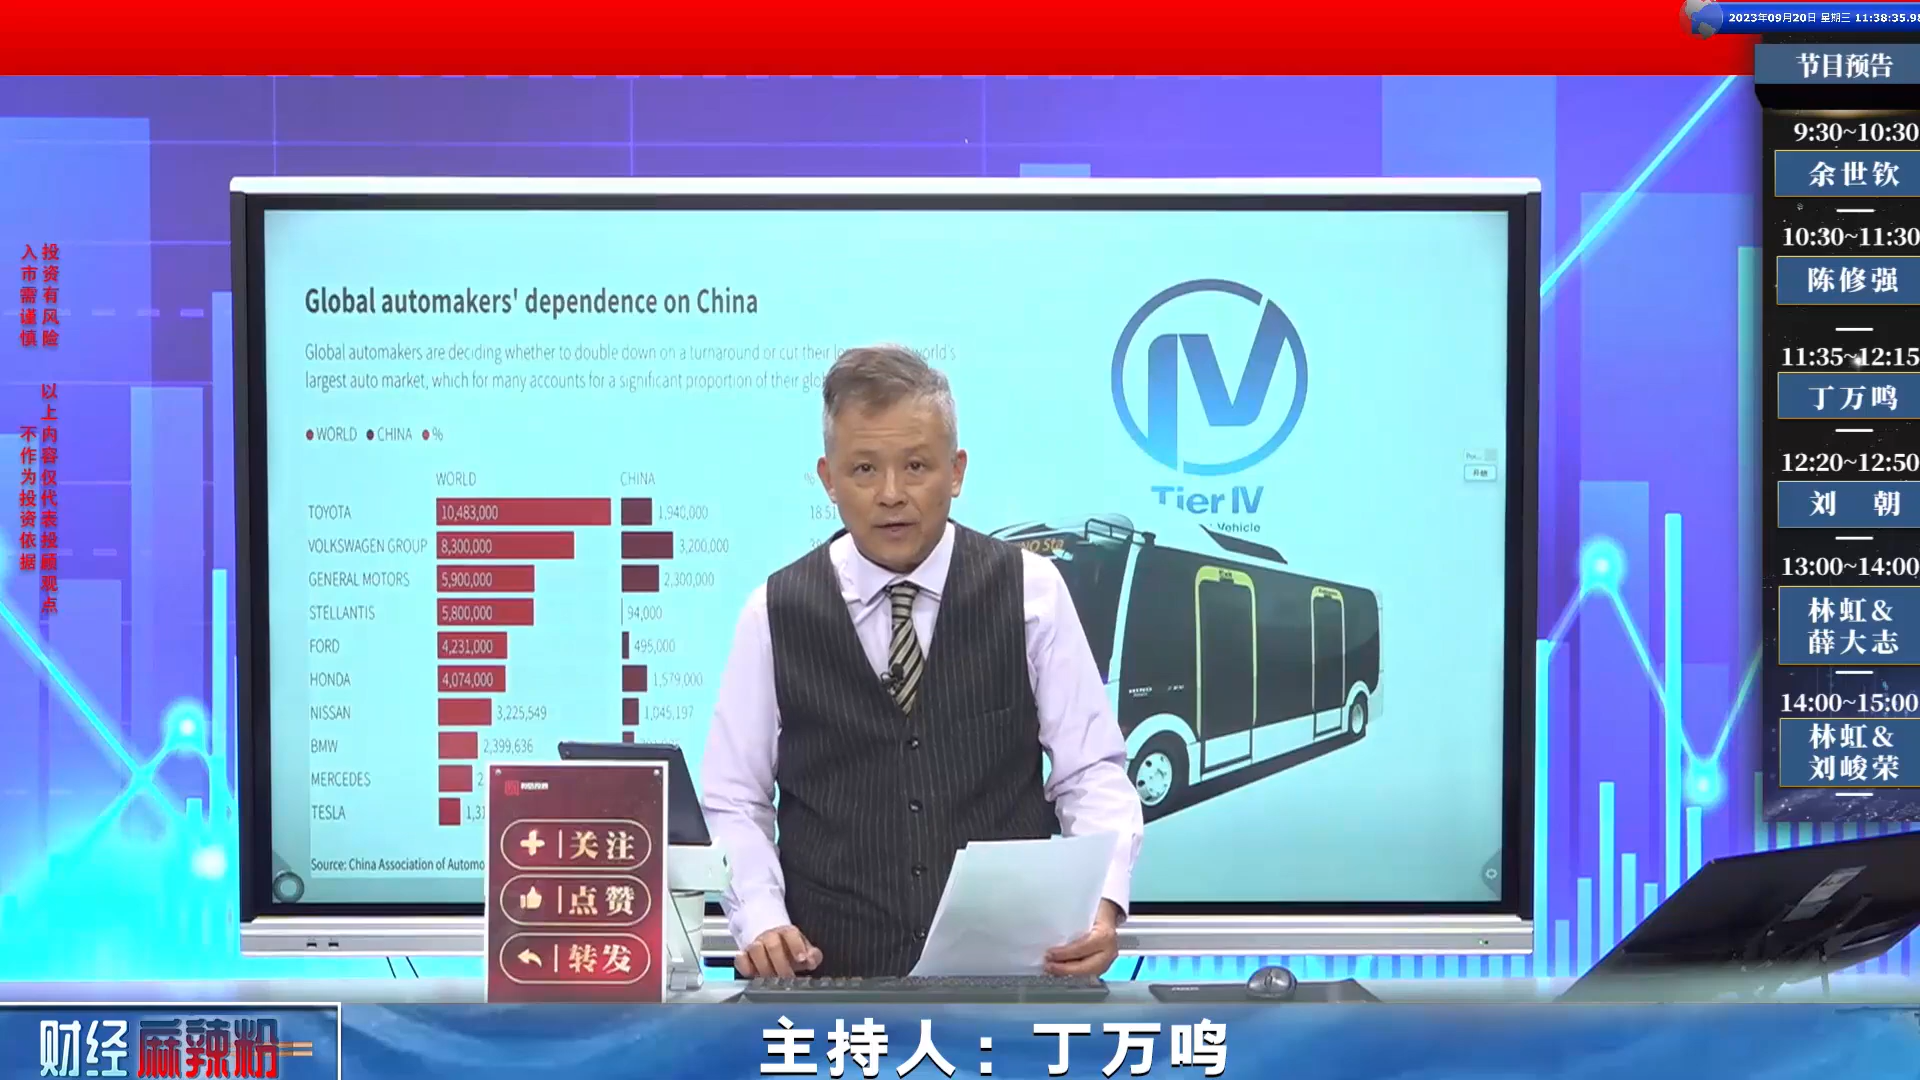 2023年09月20日 星期三 11:38:35.98
节目预告
9:30~10:30
余世钦
10:30~11:30
陈修强
11:35~12:15
丁万鸣
12:20~12:50
刘 朝
13:00~14:00
林虹&
薛大志
14:00~15:00
林虹&
刘峻荣
投资有风险
入市需谨慎
以上内容仅代表投顾观点
不作为投资依据
Global automakers' dependence on China
Global automakers are deciding whether to double down on a turnaround or cut their world's
largest auto market, which for many accounts for a significant proportion of their
WORLD CHINA %
WORLD CHINA
TOYOTA 10,483,000 1,940,000 18.51
VOLKSWAGEN GROUP 8,300,000 3,200,000
GENERAL MOTORS 5,900,000 2,300,000
STELLANTIS 5,800,000 94,000
FORD 4,231,000 495,000
HONDA 4,074,000 1,579,000
NISSAN 3,225,549 1,045,197
BMW 2,399,636
MERCEDES
TESLA
Source: China Association of
IV
Tier IV
Vehicle
关注
点赞
转发
财经麻辣粉
主持人：丁万鸣